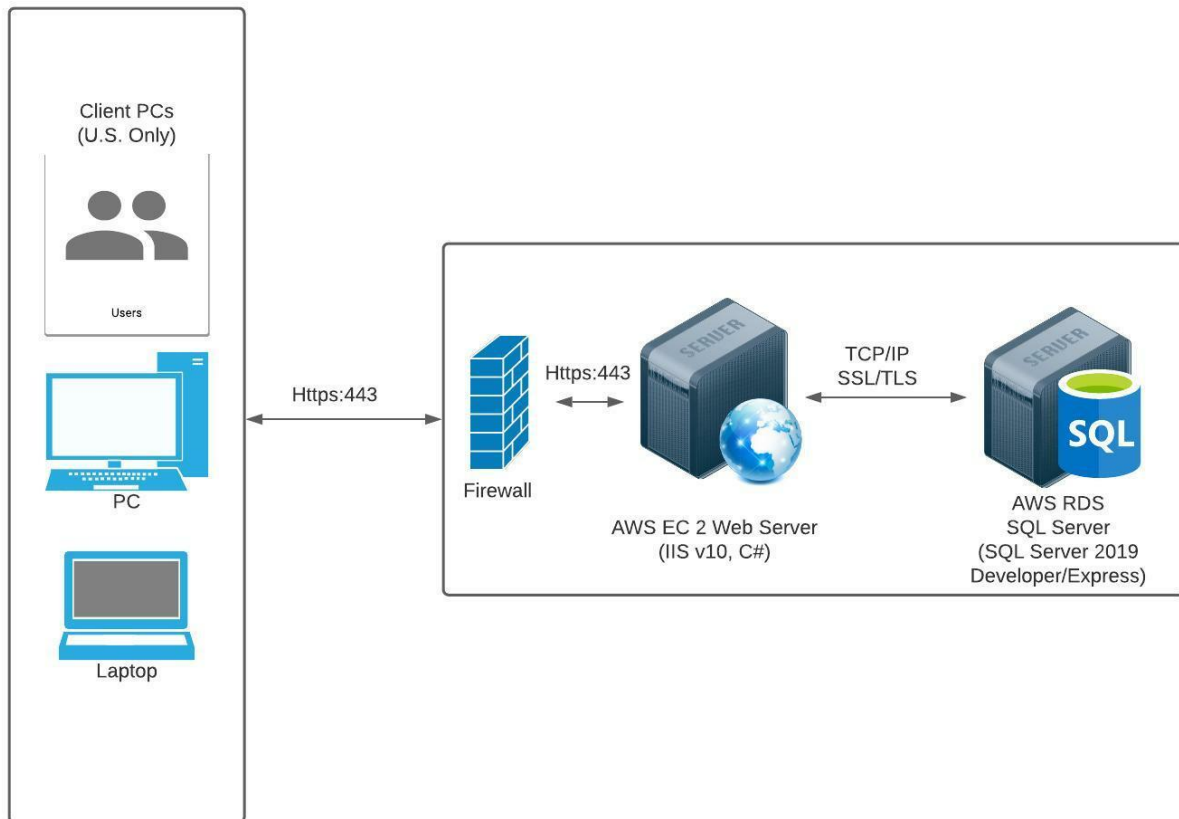 Client PCs
(U.S. Only)
Users
PC
Laptop
Https:443
Firewall
Https:443
SERVER
AWS EC 2 Web Server
(IIS v10, C#)
TCP/IP
SSL/TLS
SERVER
SQL
AWS RDS
SQL Server
(SQL Server 2019
Developer/Express)